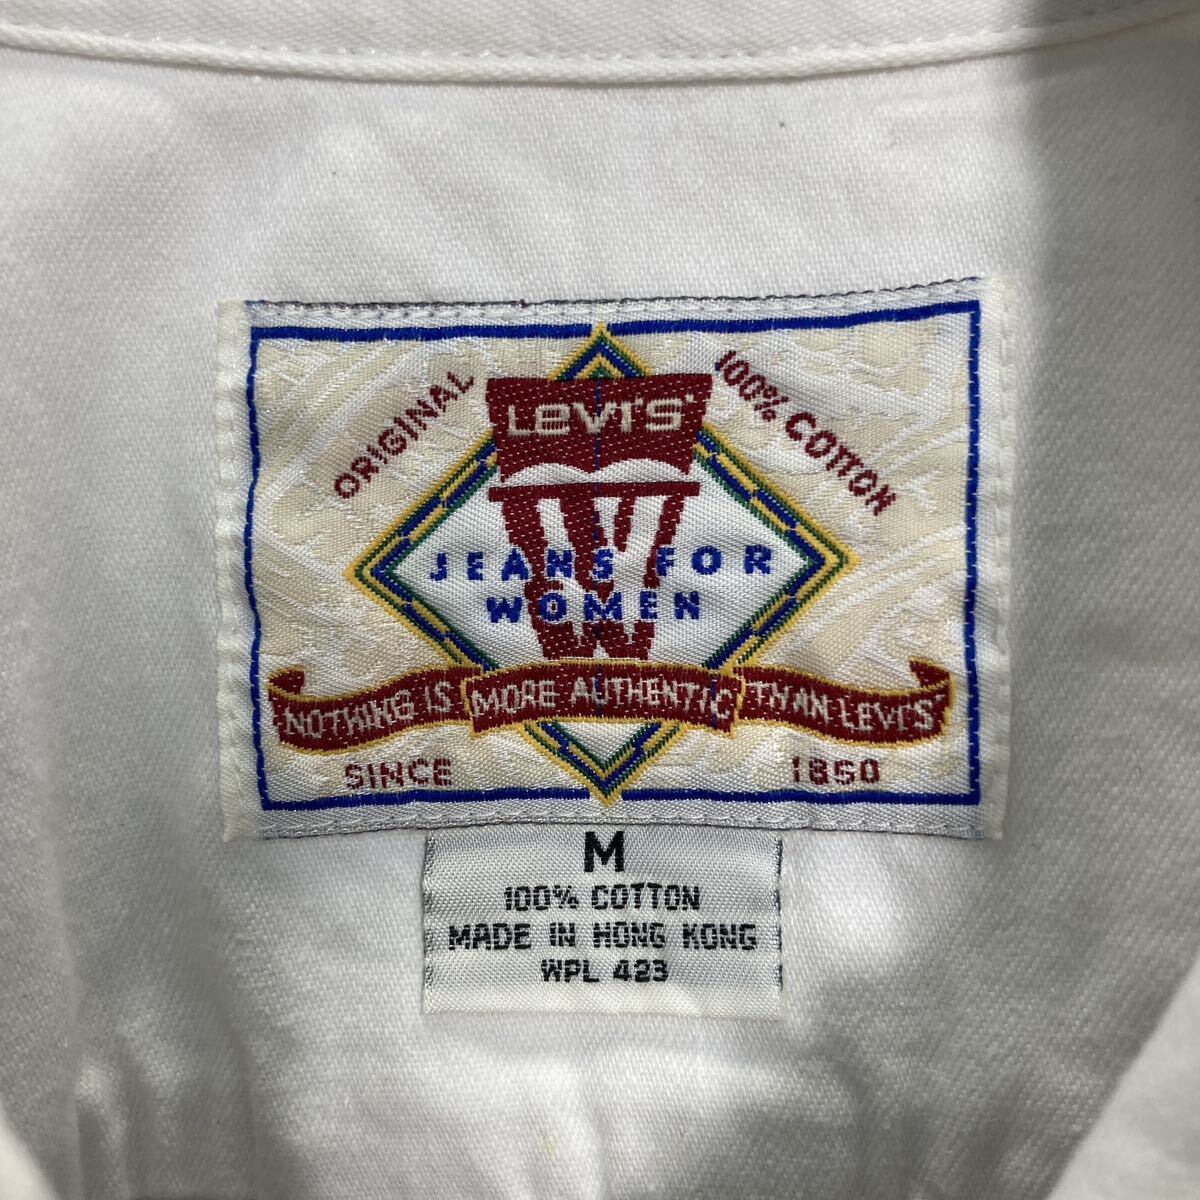 ORIGINAL
100% COTTON
Levi's
JEANS FOR
WOMEN
NOTHING IS MORE AUTHENTIC THAN LEVI'S
SINCE 1850
M
100% COTTON
MADE IN HONG KONG
WPL 423